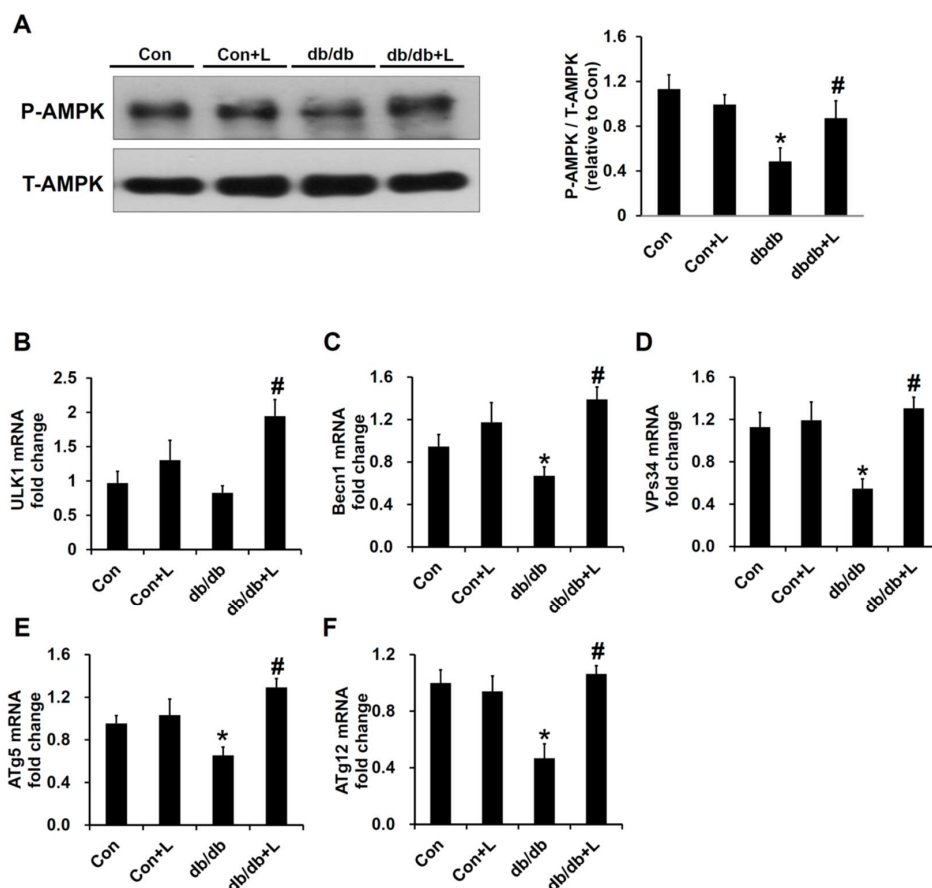 A
Con Con+L db/db db/db+L
P-AMPK
T-AMPK
P-AMPK / T-AMPK
(relative to Con)
1.2
0.8
0.4
0
*
#
Con Con+L dbdb dbdb+L
B
ULK1 mRNA
fold change
2.5
2
1.5
1
0.5
0
#
Con Con+L db/db db/db+L
C
Becn1 mRNA
fold change
1.6
1.2
0.8
0.4
0.0
*
#
Con Con+L db/db db/db+L
D
VPs34 mRNA
fold change
1.6
1.2
0.8
0.4
0.0
*
#
Con Con+L db/db db/db+L
E
ATg5 mRNA
fold change
1.6
1.2
0.8
0.4
0.0
*
#
Con Con+L db/db db/db+L
F
ATg12 mRNA
fold change
1.2
0.8
0.4
0.0
*
#
Con Con+L db/db db/db+L